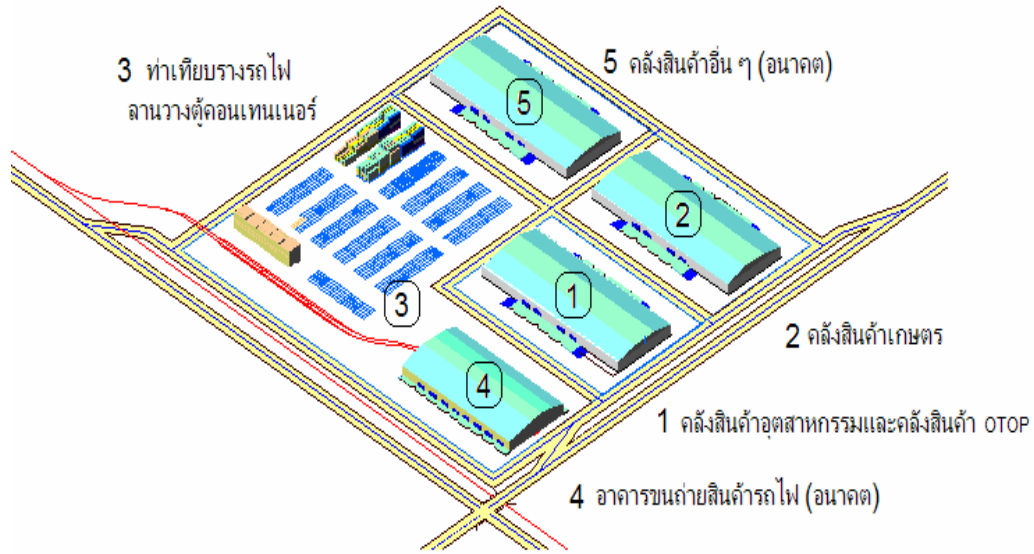 3 ท่าเทียบรางรถไฟ
ลานวางตู้คอนเทนเนอร์
5 คลังสินค้าอื่น ๆ (อนาคต)
5
2
1
3
4
2 คลังสินค้าเกษตร
1 คลังสินค้าอุตสาหกรรมและคลังสินค้า OTOP
4 อาคารขนถ่ายสินค้ารถไฟ (อนาคต)